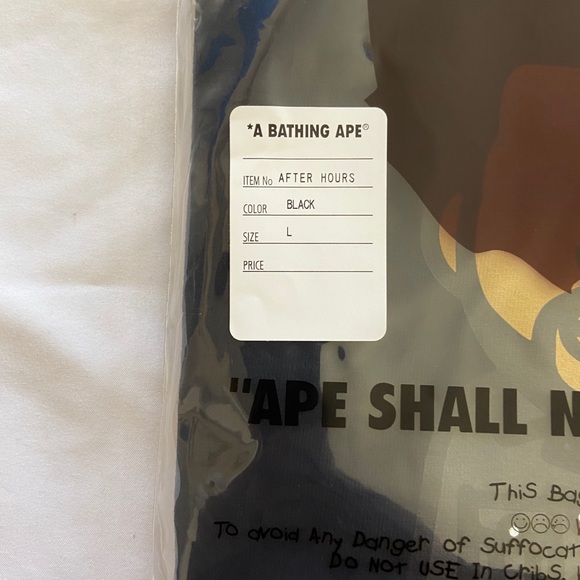 *A BATHING APE®
ITEM No AFTER HOURS
COLOR BLACK
SIZE L
PRICE
"APE SHALL N
THIS Bag
To avoid Any Danger of Suffocat
DO NOT USE In Cribs,